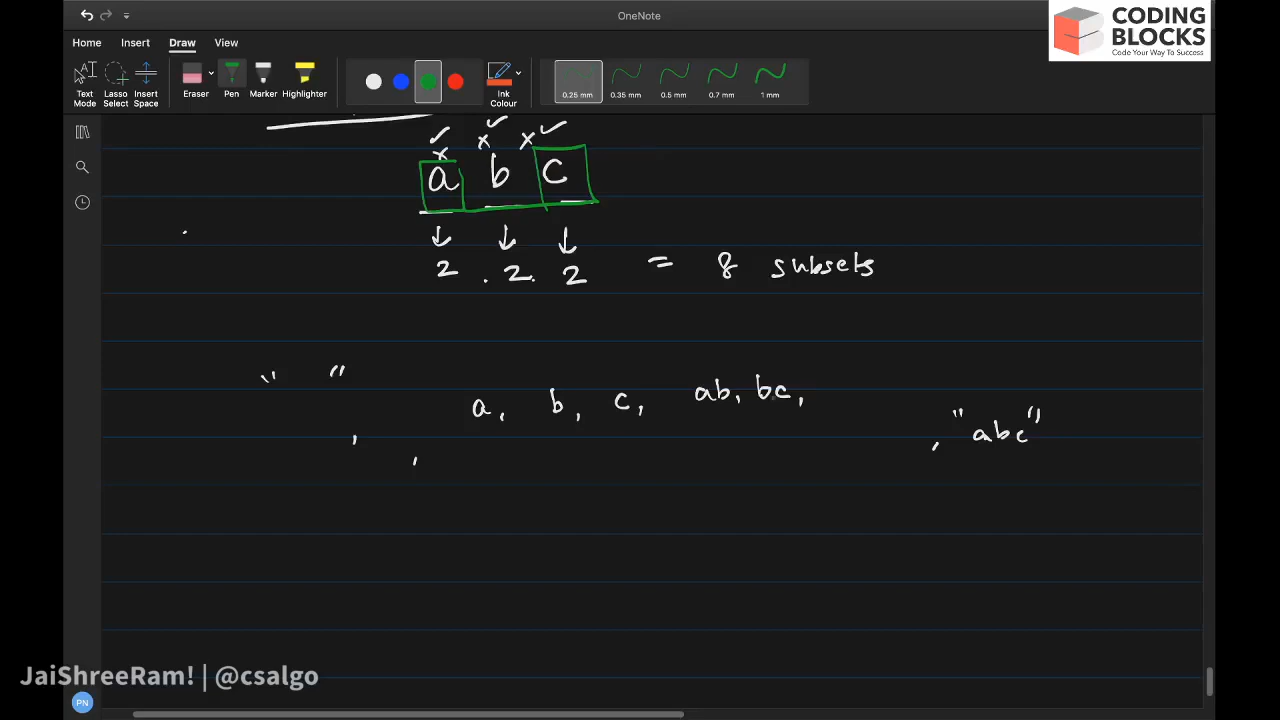 OneNote
CODING
BLOCKS
Code Your Way To Success
Home Insert Draw View
Text Mode Lasso Select Insert Space Eraser Pen Marker Highlighter Ink Colour 0.25 mm 0.35 mm 0.5 mm 0.7 mm 1 mm
✓ ✓ ✓
x x x
a b c
↓ ↓ ↓
2 . 2 . 2 = 8 subsets
" " , , a, b, c, ab, bc, , "abc"
JaiShreeRam! | @csalgo
PN